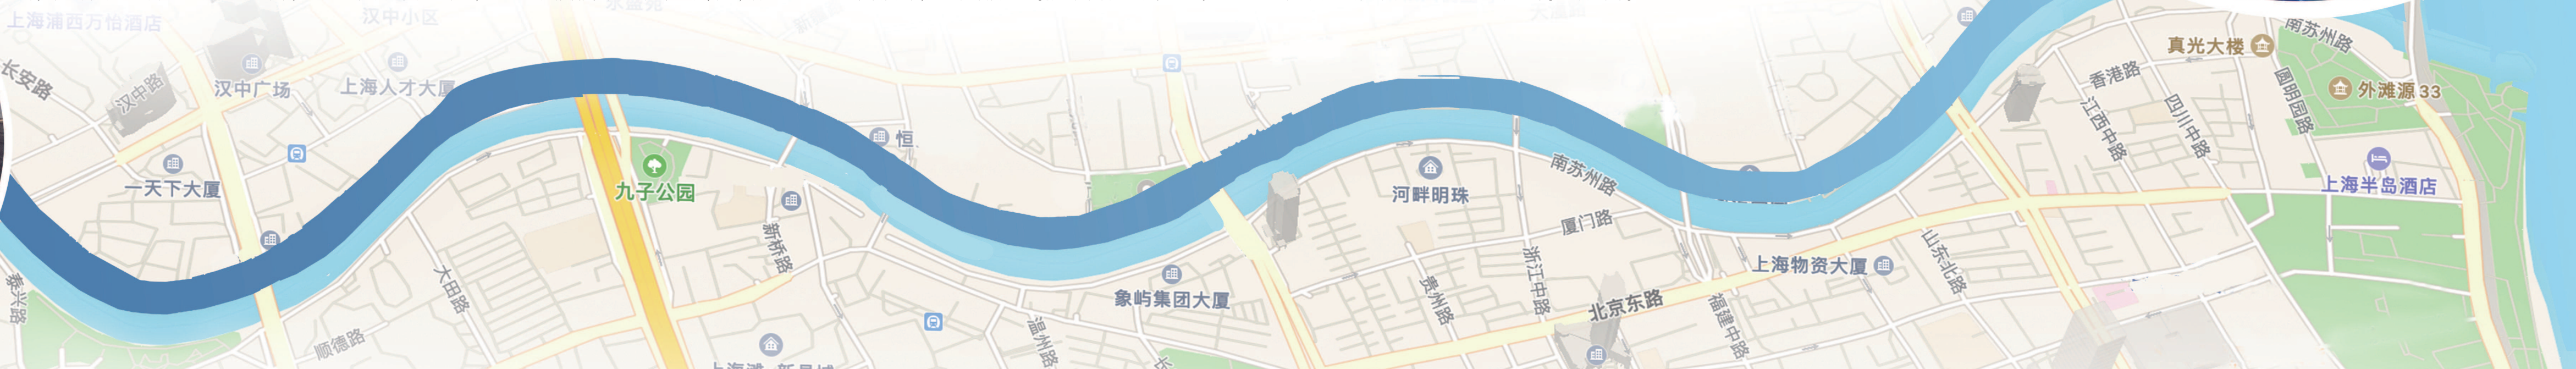 上海浦西万怡酒店
汉中小区
长安路
汉中路
汉中广场
上海人才大厦
一天下大厦
泰兴路
大田路
顺德路
九子公园
新桥路
恒
象屿集团大厦
温州路
河畔明珠
南苏州路
厦门路
浙江中路
贵州路
北京东路
上海物资大厦
福建中路
山东北路
真光大楼
南苏州路
香港路
江西中路
四川中路
圆明园路
外滩源33
上海半岛酒店